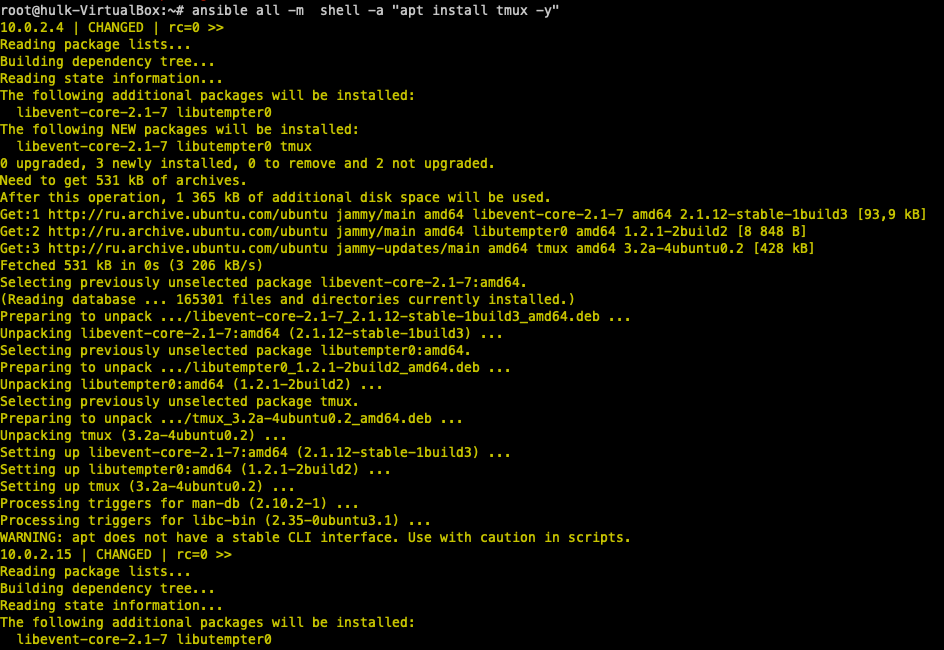 root@hulk-VirtualBox:~# ansible all -m  shell -a "apt install tmux -y"
10.0.2.4 | CHANGED | rc=0 >>
Reading package lists...
Building dependency tree...
Reading state information...
The following additional packages will be installed:
  libevent-core-2.1-7 libutempter0
The following NEW packages will be installed:
  libevent-core-2.1-7 libutempter0 tmux
0 upgraded, 3 newly installed, 0 to remove and 2 not upgraded.
Need to get 531 kB of archives.
After this operation, 1 365 kB of additional disk space will be used.
Get:1 http://ru.archive.ubuntu.com/ubuntu jammy/main amd64 libevent-core-2.1-7 amd64 2.1.12-stable-1build3 [93,9 kB]
Get:2 http://ru.archive.ubuntu.com/ubuntu jammy/main amd64 libutempter0 amd64 1.2.1-2build2 [8 848 B]
Get:3 http://ru.archive.ubuntu.com/ubuntu jammy-updates/main amd64 tmux amd64 3.2a-4ubuntu0.2 [428 kB]
Fetched 531 kB in 0s (3 206 kB/s)
Selecting previously unselected package libevent-core-2.1-7:amd64.
(Reading database ... 165301 files and directories currently installed.)
Preparing to unpack .../libevent-core-2.1-7_2.1.12-stable-1build3_amd64.deb ...
Unpacking libevent-core-2.1-7:amd64 (2.1.12-stable-1build3) ...
Selecting previously unselected package libutempter0:amd64.
Preparing to unpack .../libutempter0_1.2.1-2build2_amd64.deb ...
Unpacking libutempter0:amd64 (1.2.1-2build2) ...
Selecting previously unselected package tmux.
Preparing to unpack .../tmux_3.2a-4ubuntu0.2_amd64.deb ...
Unpacking tmux (3.2a-4ubuntu0.2) ...
Setting up libevent-core-2.1-7:amd64 (2.1.12-stable-1build3) ...
Setting up libutempter0:amd64 (1.2.1-2build2) ...
Setting up tmux (3.2a-4ubuntu0.2) ...
Processing triggers for man-db (2.10.2-1) ...
Processing triggers for libc-bin (2.35-0ubuntu3.1) ...
WARNING: apt does not have a stable CLI interface. Use with caution in scripts.
10.0.2.15 | CHANGED | rc=0 >>
Reading package lists...
Building dependency tree...
Reading state information...
The following additional packages will be installed:
  libevent-core-2.1-7 libutempter0